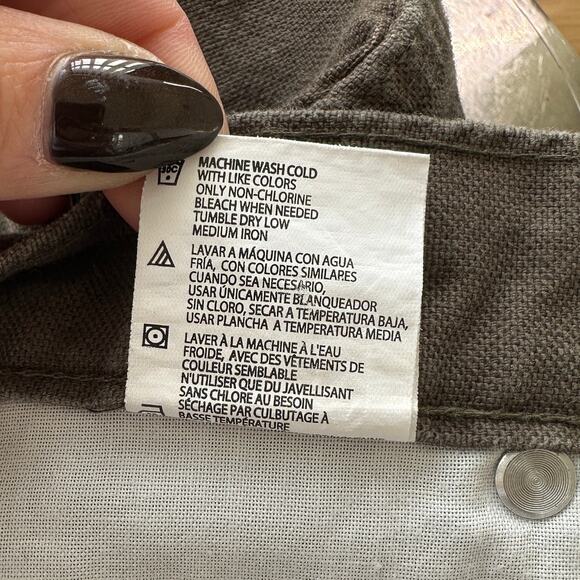 30C
MACHINE WASH COLD
WITH LIKE COLORS
ONLY NON-CHLORINE
BLEACH WHEN NEEDED
TUMBLE DRY LOW
MEDIUM IRON
LAVAR A MÁQUINA CON AGUA
FRÍA, CON COLORES SIMILARES
CUANDO SEA NECESARIO,
USAR ÚNICAMENTE BLANQUEADOR
SIN CLORO, SECAR A TEMPERATURA BAJA,
USAR PLANCHA A TEMPERATURA MEDIA
LAVER À LA MACHINE À L'EAU
FROIDE, AVEC DES VÊTEMENTS DE
COULEUR SEMBLABLE
N'UTILISER QUE DU JAVELLISANT
SANS CHLORE AU BESOIN
SÉCHAGE PAR CULBUTAGE À
BASSE TEMPÉRATURE